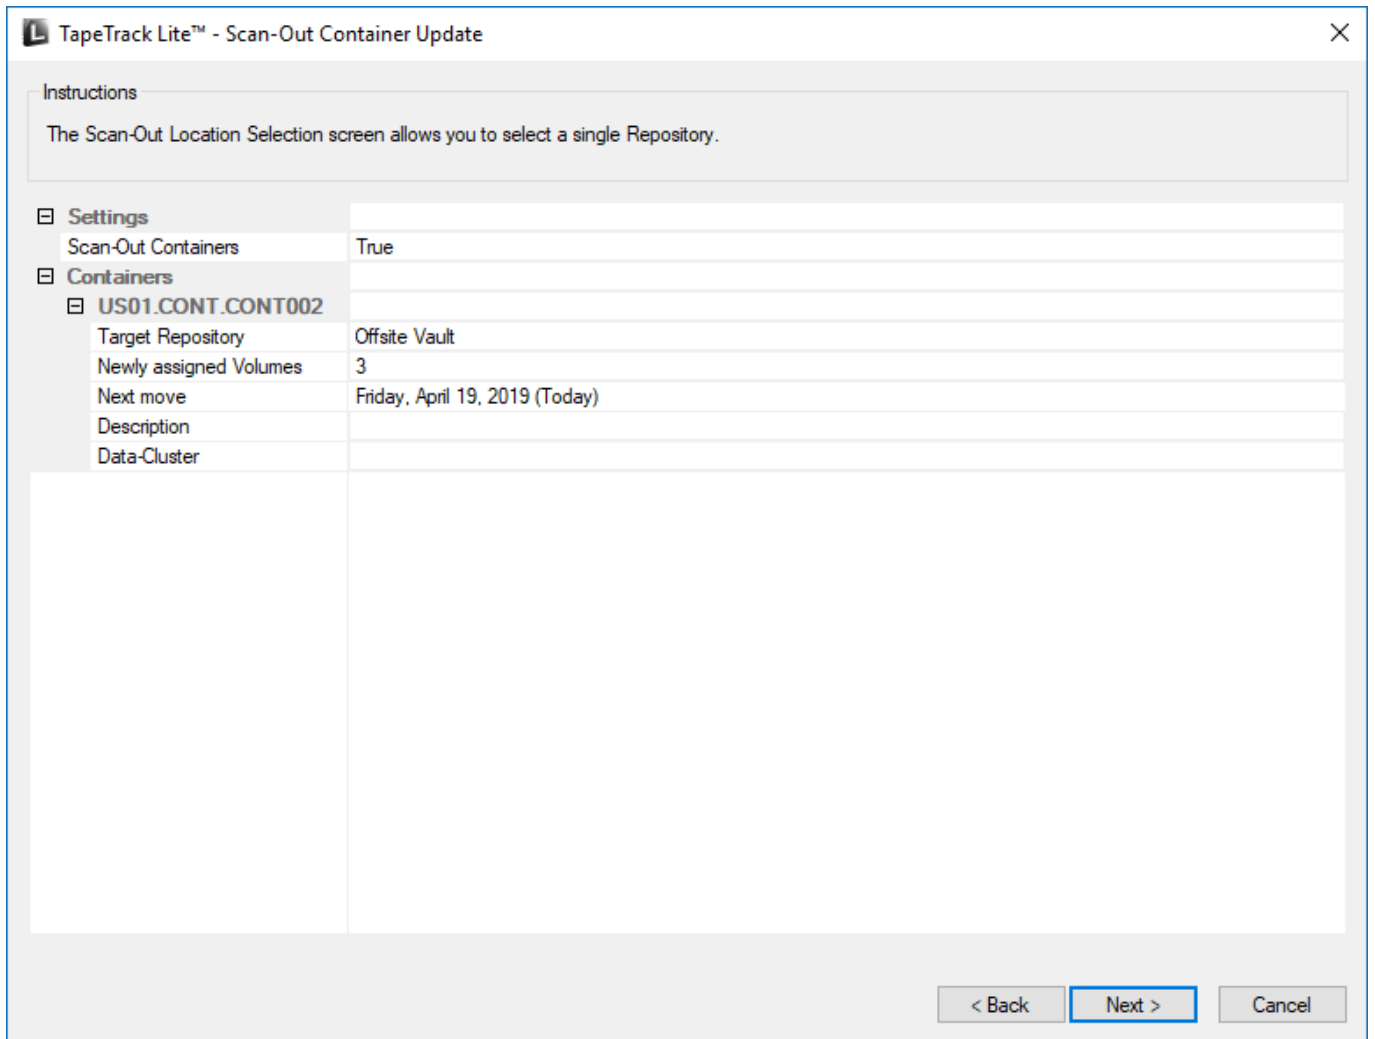 TapeTrack Lite™ - Scan-Out Container Update
Instructions
The Scan-Out Location Selection screen allows you to select a single Repository.
Settings
Scan-Out Containers True
Containers
US01.CONT.CONT002
Target Repository Offsite Vault
Newly assigned Volumes 3
Next move Friday, April 19, 2019 (Today)
Description
Data-Cluster
< Back Next > Cancel